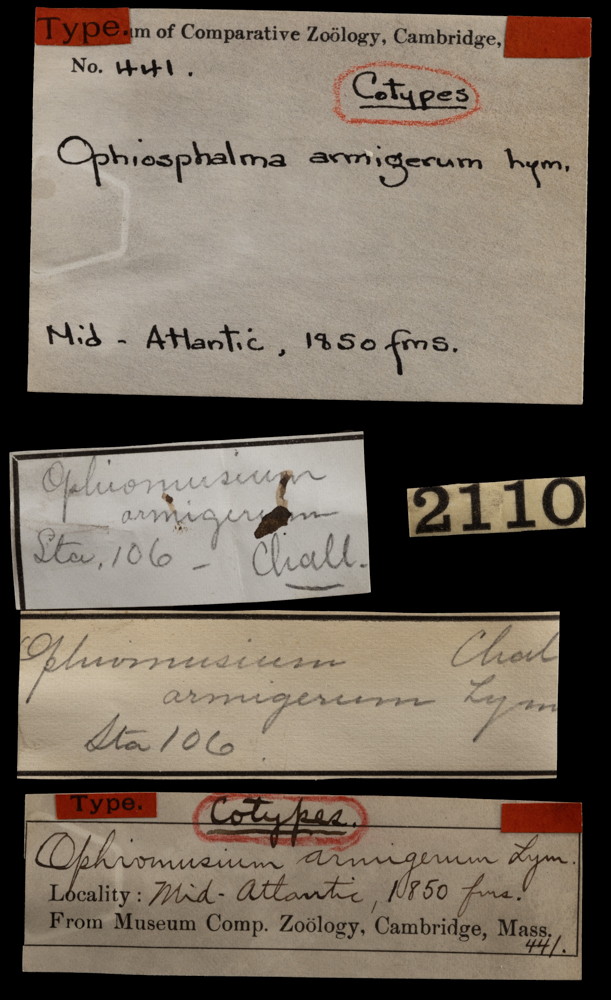 Type.
um of Comparative Zoölogy, Cambridge,
No. 441.
Cotypes
Ophiosphalma armigerum Lym.
Mid - Atlantic, 1850 fms.
Ophiomusium
armigerum
Sta. 106 - Chall.
2110
Ophiomusium Chal
armigerum Lym
Sta 106
Type.
Cotypes.
Ophiomusium armigerum Lym.
Locality: Mid-Atlantic, 1850 fms.
From Museum Comp. Zoölogy, Cambridge, Mass.
441.